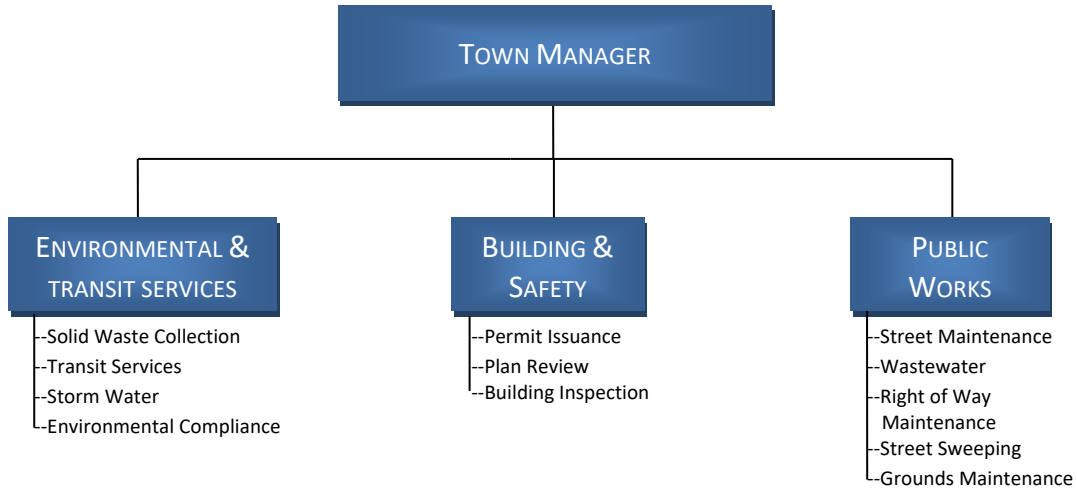 TOWN MANAGER
ENVIRONMENTAL &
TRANSIT SERVICES
--Solid Waste Collection
--Transit Services
--Storm Water
--Environmental Compliance
BUILDING &
SAFETY
--Permit Issuance
--Plan Review
--Building Inspection
PUBLIC
WORKS
--Street Maintenance
--Wastewater
--Right of Way
Maintenance
--Street Sweeping
--Grounds Maintenance